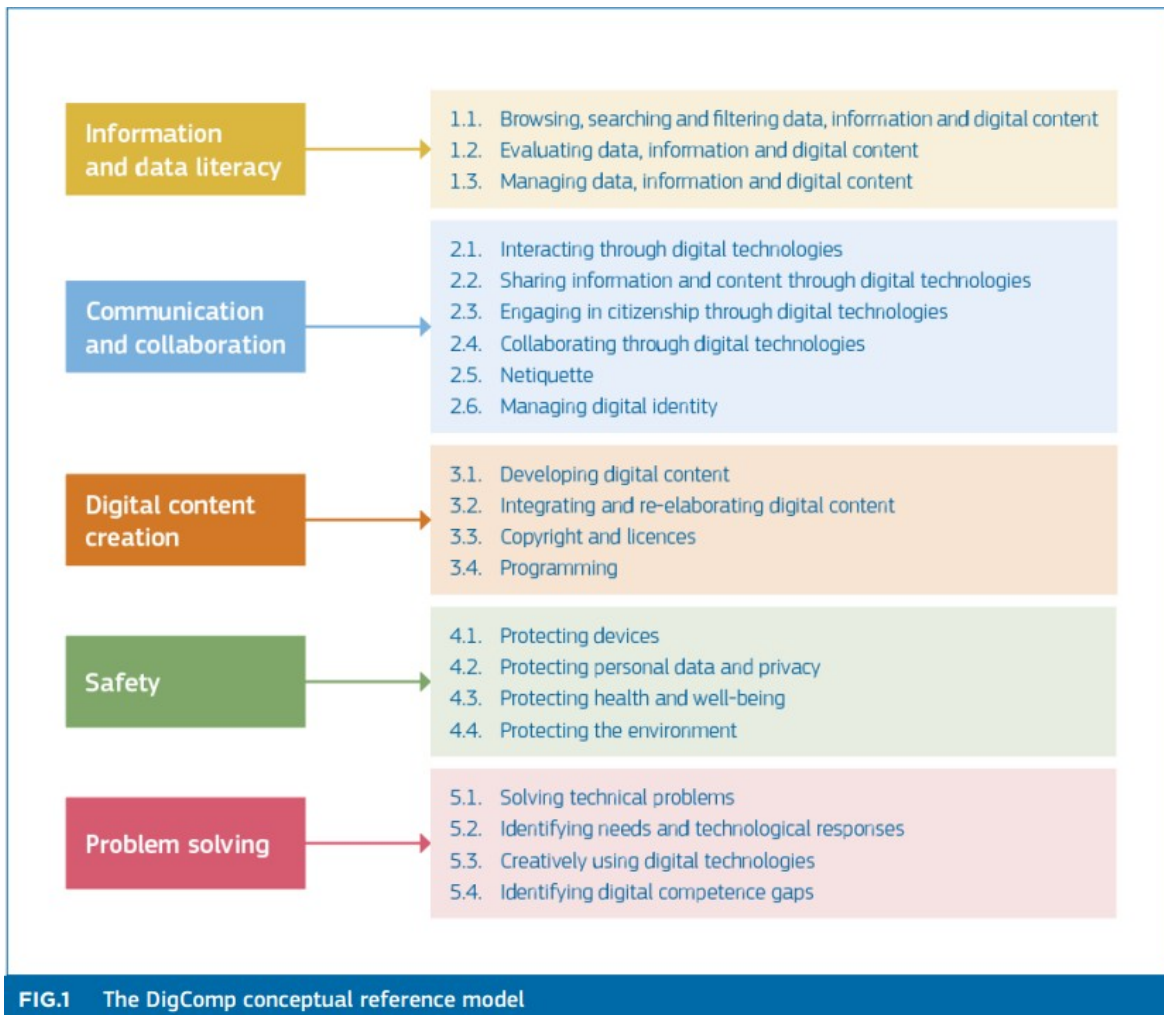 Information
and data literacy
1.1. Browsing, searching and filtering data, information and digital content
1.2. Evaluating data, information and digital content
1.3. Managing data, information and digital content
Communication
and collaboration
2.1. Interacting through digital technologies
2.2. Sharing information and content through digital technologies
2.3. Engaging in citizenship through digital technologies
2.4. Collaborating through digital technologies
2.5. Netiquette
2.6. Managing digital identity
Digital content
creation
3.1. Developing digital content
3.2. Integrating and re-elaborating digital content
3.3. Copyright and licences
3.4. Programming
Safety
4.1. Protecting devices
4.2. Protecting personal data and privacy
4.3. Protecting health and well-being
4.4. Protecting the environment
Problem solving
5.1. Solving technical problems
5.2. Identifying needs and technological responses
5.3. Creatively using digital technologies
5.4. Identifying digital competence gaps
FIG.1 The DigComp conceptual reference model